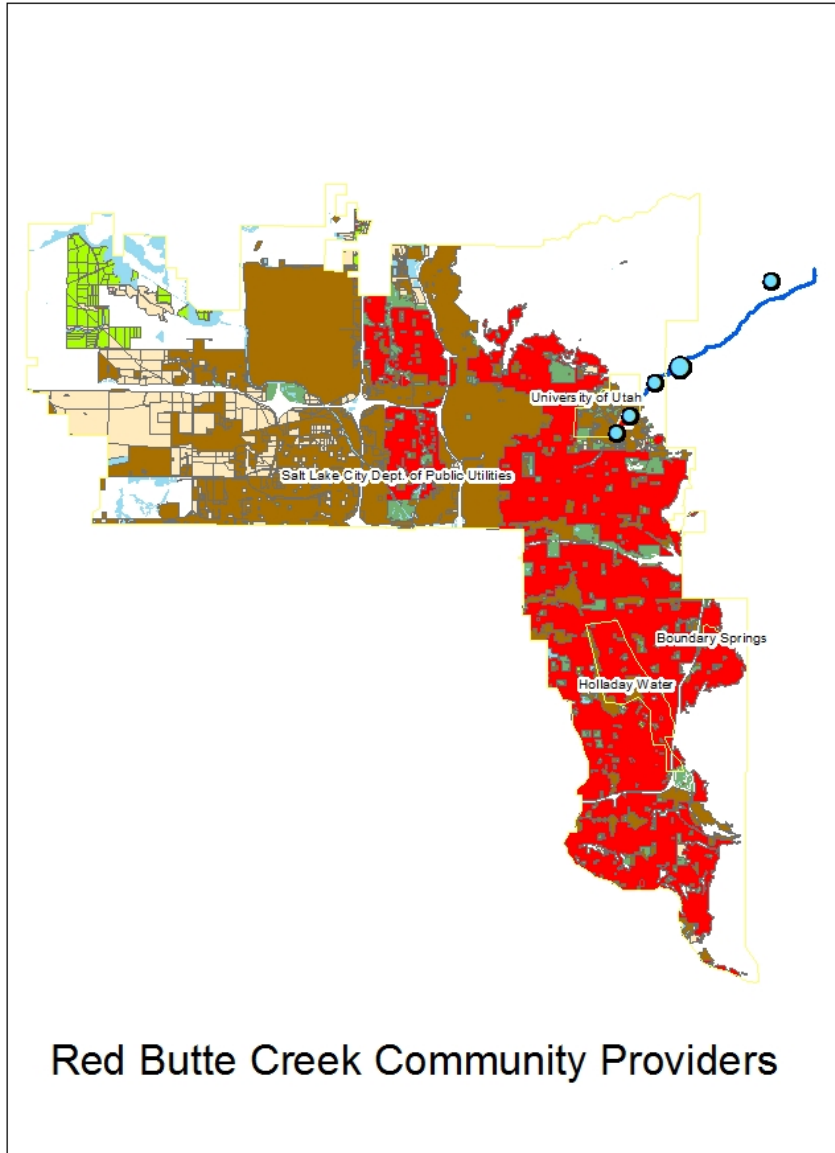 University of Utah
Salt Lake City Dept. of Public Utilities
Boundary Springs
Holladay Water
Red Butte Creek Community Providers